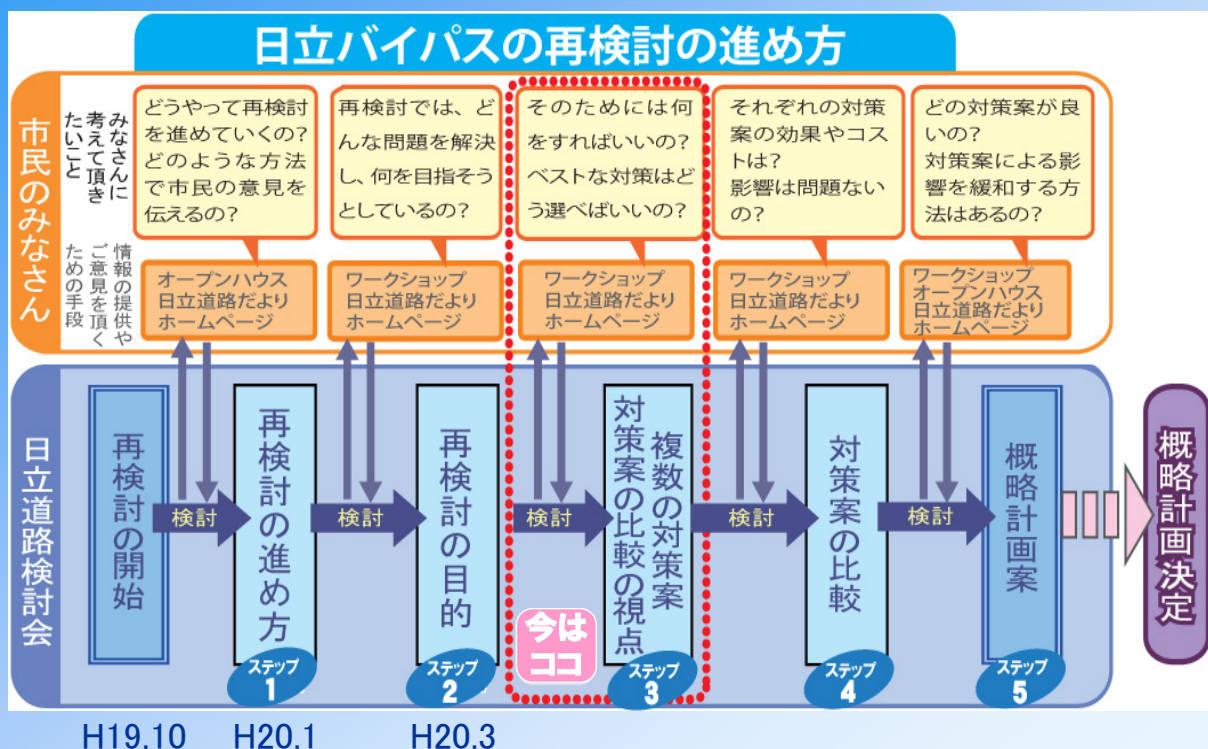 日立バイパスの再検討の進め方
市民のみなさん
みなさんに
考えて頂き
たいこと
どうやって再検討
を進めていくの？
どのような方法
で市民の意見を
伝えるの？
再検討では、ど
んな問題を解決
し、何を目指そう
としているの？
そのためには何
をすればいいの？
ベストな対策はど
う選べばいいの？
それぞれの対策
案の効果やコス
トは？
影響は問題ない
の？
どの対策案が良
いの？
対策案による影
響を緩和する方
法はあるの？
情報の提供や
ご意見を頂く
ための手段
オープンハウス
日立道路だより
ホームページ
ワークショップ
日立道路だより
ホームページ
ワークショップ
日立道路だより
ホームページ
ワークショップ
日立道路だより
ホームページ
ワークショップ
オープンハウス
日立道路だより
ホームページ
日立道路検討会
再検討の開始
検討
再検討の進め方
ステップ
1
検討
再検討の目的
ステップ
2
検討
今は
ココ
複数の対策案
対策案の比較の視点
ステップ
3
検討
対策案の比較
ステップ
4
検討
概略計画案
ステップ
5
概略計画決定
H19.10
H20.1
H20.3